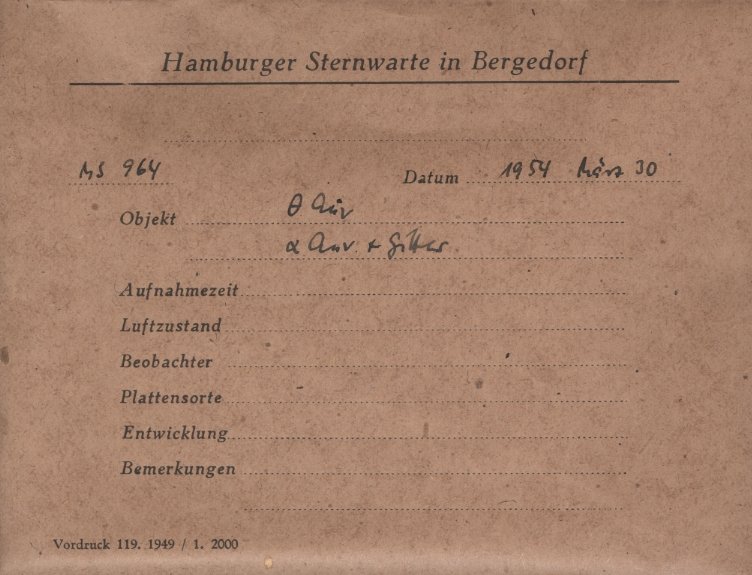 Hamburger Sternwarte in Bergedorf
MS 964 Datum 1954 März 30
Objekt θ Aur
α Aur + Gitter
Aufnahmezeit
Luftzustand
Beobachter
Plattensorte
Entwicklung
Bemerkungen
Vordruck 119. 1949 / 1. 2000